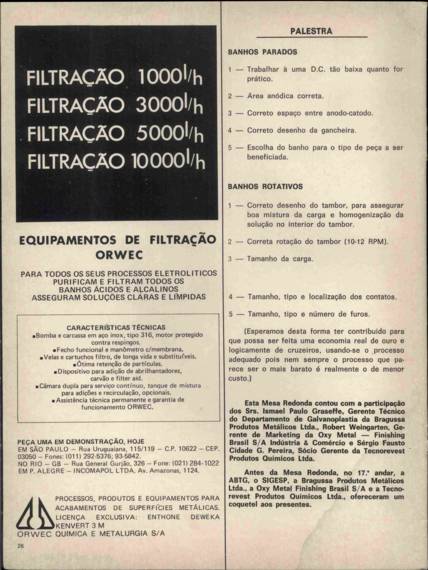 FILTRAÇÃO 1000l/h
FILTRAÇÃO 3000l/h
FILTRAÇÃO 5000l/h
FILTRAÇÃO 10000l/h
EQUIPAMENTOS DE FILTRAÇÃO
ORWEC
PARA TODOS OS SEUS PROCESSOS ELETROLITICOS
PURIFICAM E FILTRAM TODOS OS
BANHOS ÁCIDOS E ALCALINOS
ASSEGURAM SOLUÇÕES CLARAS E LÍMPIDAS
CARACTERÍSTICAS TÉCNICAS
■ Bomba e carcassa em aço inox, tipo 316, motor protegido
contra respingos.
■ Fecho funcional e manômetro c/membrana.
■ Velas e cartuchos filtro, de longa vida e substituíveis.
■ Ótima retenção de partículas.
■ Dispositivo para adição de abrilhantadores,
carvão e filter aid.
■ Câmara dupla para serviço contínuo, tanque de mistura
para adições e recirculação, opcionais.
■ Assistência técnica permanente e garantia de
funcionamento ORWEC.
PEÇA UMA EM DEMONSTRAÇÃO, HOJE
EM SÃO PAULO — Rua Uruguaiana, 115/119 — C.P. 10622 — CEP.
03050 — Fones: (011) 292-5376; 93-5842.
NO RIO — GB — Rua General Gurjão, 326 — Fone: (021) 284-1022
EM P. ALEGRE — INCOMAPOL LTDA, Av. Amazonas, 1124.
PROCESSOS, PRODUTOS E EQUIPAMENTOS PARA
ACABAMENTOS DE SUPERFÍCIES METÁLICAS.
LICENÇA EXCLUSIVA: ENTHONE DEWEKA
KENVERT 3 M
ORWEC QUIMICA E METALURGIA S/A
26
PALESTRA
BANHOS PARADOS
1 — Trabalhar à uma D.C. tão baixa quanto for
prático.
2 — Área anódica correta.
3 — Correto espaço entre anodo-catodo.
4 — Correto desenho da gancheira.
5 — Escolha do banho para o tipo de peça a ser
beneficiada.
BANHOS ROTATIVOS
1 — Correto desenho do tambor, para assegurar
boa mistura da carga e homogenização da
solução no interior do tambor.
2 — Correta rotação do tambor (10-12 RPM).
3 — Tamanho da carga.
4 — Tamanho, tipo e localização dos contatos.
5 — Tamanho, tipo e número de furos.
(Esperamos desta forma ter contribuído para
que possa ser feita uma economia real de ouro e
logicamente de cruzeiros, usando-se o processo
adequado pois nem sempre o processo que pa-
rece ser o mais barato é realmente o de menor
custo.)
Esta Mesa Redonda contou com a participação
dos Srs. Ismael Paulo Graseffe, Gerente Técnico
do Departamento de Galvanoplastia da Bragussa
Produtos Metálicos Ltda., Robert Weingarten, Ge-
rente de Marketing da Oxy Metal — Finishing
Brasil S/A Indústria & Comércio e Sérgio Fausto
Cidade G. Pereira, Sócio Gerente da Tecnorevest
Produtos Químicos Ltda.
Antes da Mesa Redonda, no 17.° andar, a
ABTG, o SIGESP, a Bragussa Produtos Metálicos
Ltda., a Oxy Metal Finishing Brasil S/A e a Tecno-
revest Produtos Químicos Ltda., ofereceram um
coquetel aos presentes.